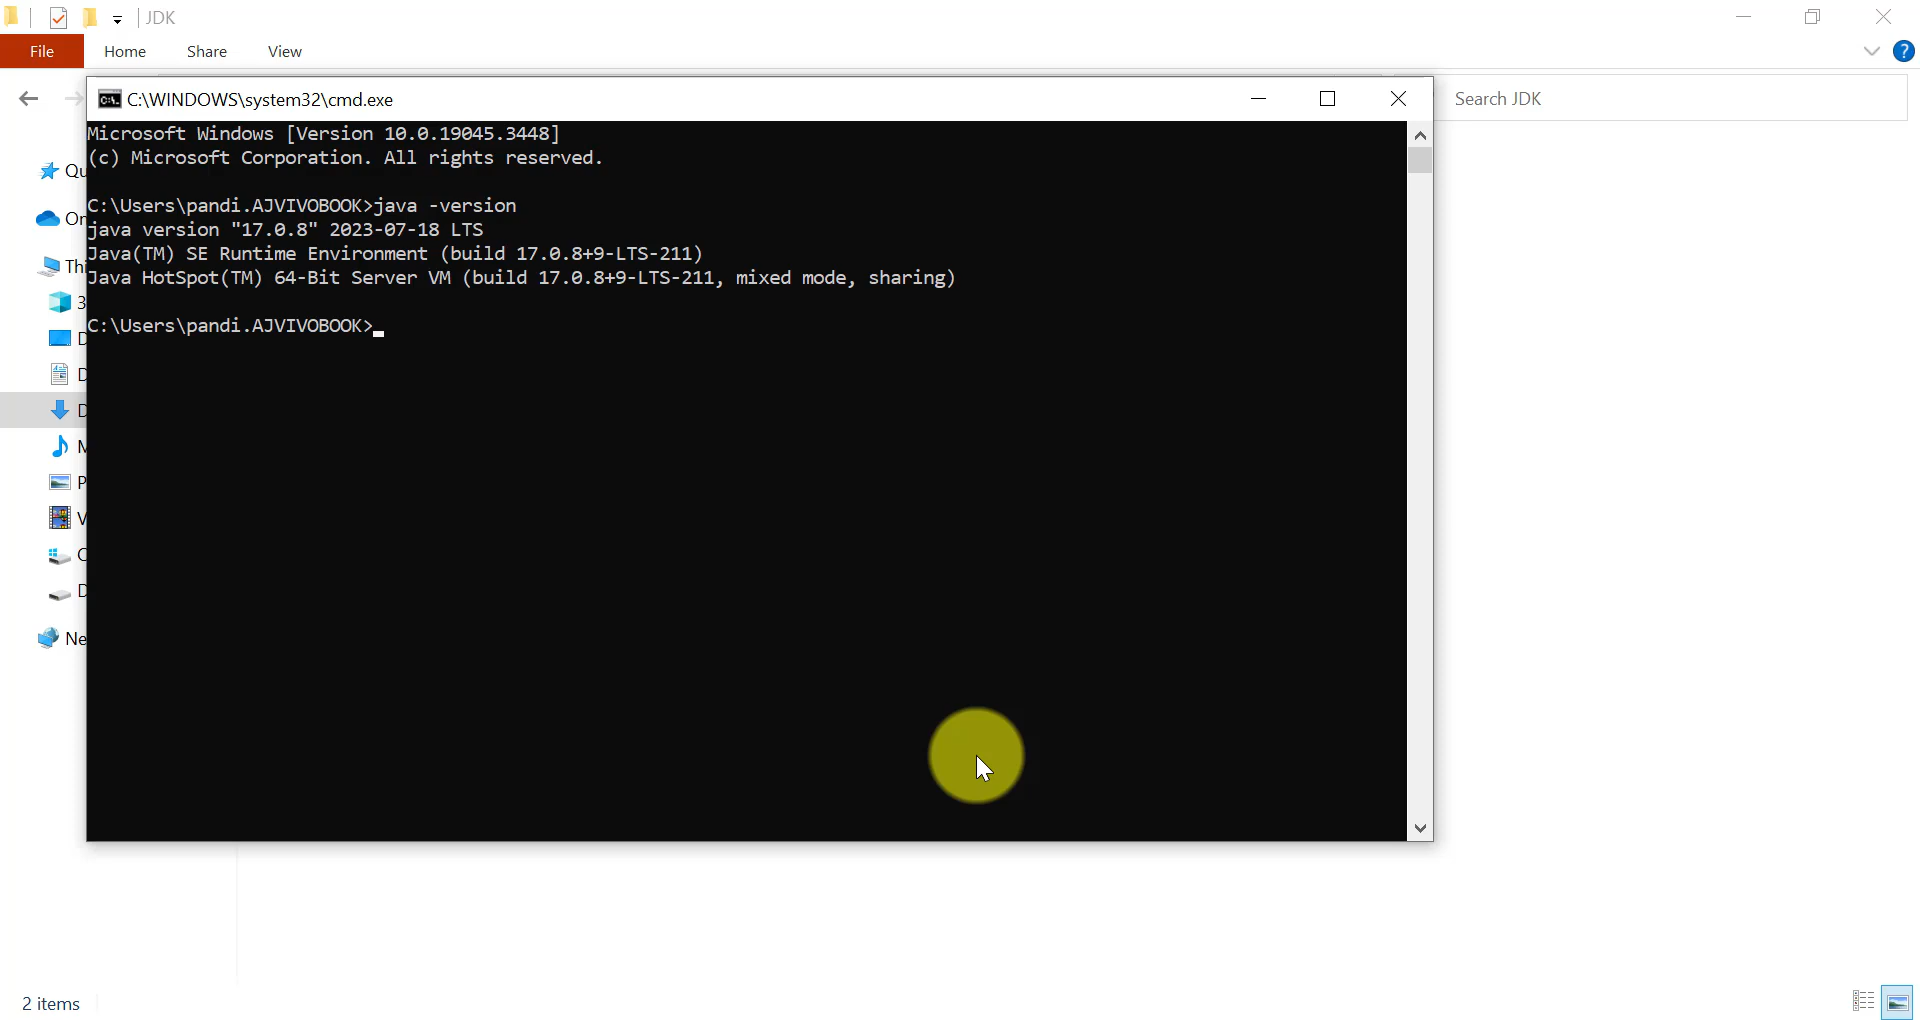 JDK
File Home Share View
C:\WINDOWS\system32\cmd.exe
Search JDK
Microsoft Windows [Version 10.0.19045.3448]
(c) Microsoft Corporation. All rights reserved.
C:\Users\pandi.AJVIVOBOOK>java -version
java version "17.0.8" 2023-07-18 LTS
Java(TM) SE Runtime Environment (build 17.0.8+9-LTS-211)
Java HotSpot(TM) 64-Bit Server VM (build 17.0.8+9-LTS-211, mixed mode, sharing)
C:\Users\pandi.AJVIVOBOOK>
2 items